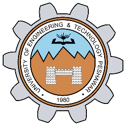 UNIVERSITY OF ENGINEERING & TECHNOLOGY PESHAWAR
1980